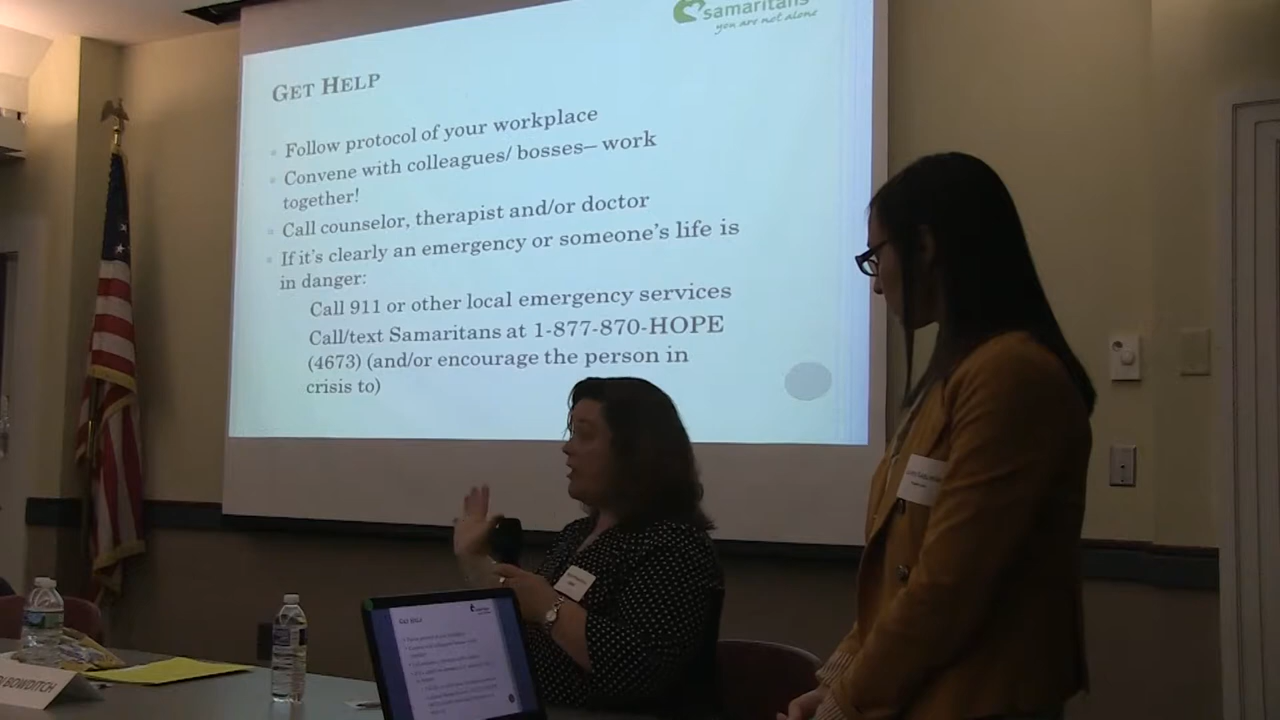 samaritans
you are not alone
GET HELP
Follow protocol of your workplace
Convene with colleagues/ bosses– work
together!
Call counselor, therapist and/or doctor
If it's clearly an emergency or someone's life is
in danger:
Call 911 or other local emergency services
Call/text Samaritans at 1-877-870-HOPE
(4673) (and/or encourage the person in
crisis to)
BOWDITCH
GET HELP